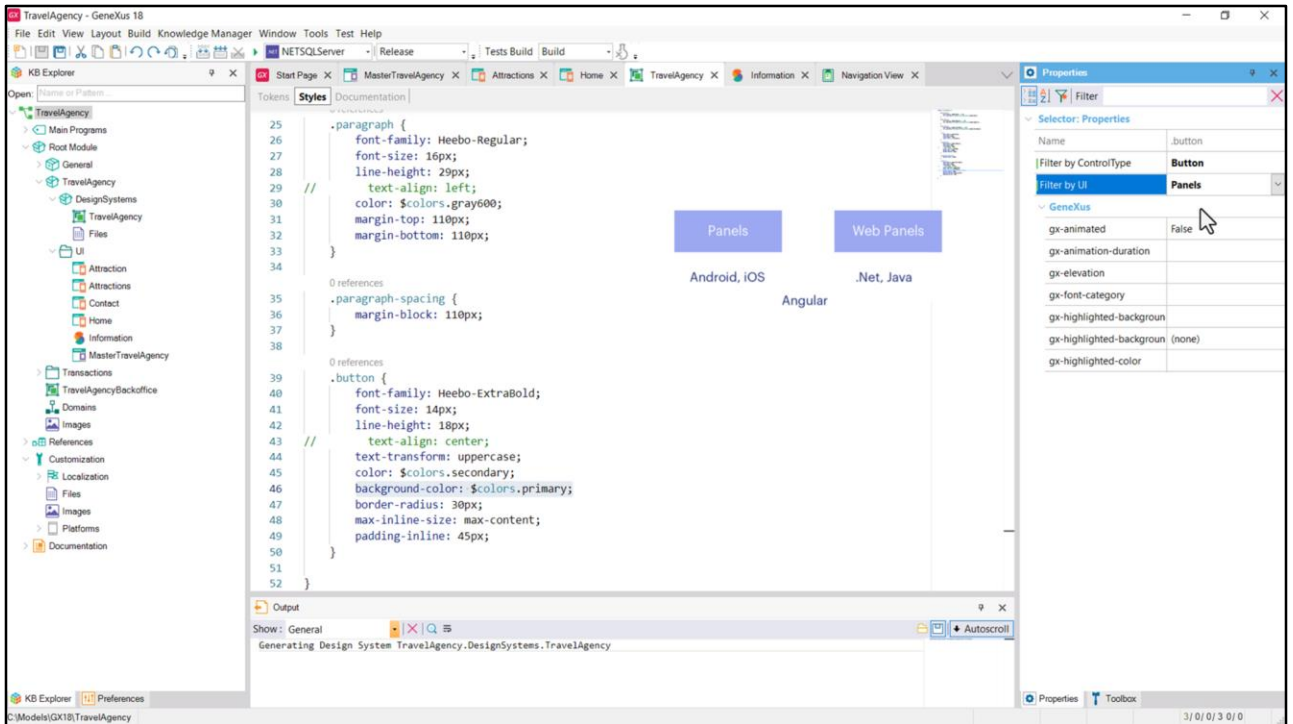 TravelAgency - GeneXus 18
File Edit View Layout Build Knowledge Manager Window Tools Test Help
NETSQLServer Release Tests Build Build
KB Explorer
Open: Name or Pattern...
TravelAgency
Main Programs
Root Module
General
TravelAgency
DesignSystems
TravelAgency
Files
UI
Attraction
Attractions
Contact
Home
Information
MasterTravelAgency
Transactions
TravelAgencyBackoffice
Domains
Images
References
Customization
Localization
Files
Images
Platforms
Documentation
KB Explorer Preferences
Start Page MasterTravelAgency Attractions Home TravelAgency Information Navigation View
Tokens Styles Documentation
0 references
25 .paragraph {
26 font-family: Heebo-Regular;
27 font-size: 16px;
28 line-height: 29px;
29 // text-align: left;
30 color: $colors.gray600;
31 margin-top: 110px;
32 margin-bottom: 110px;
33 }
34
0 references
35 .paragraph-spacing {
36 margin-block: 110px;
37 }
38
0 references
39 .button {
40 font-family: Heebo-ExtraBold;
41 font-size: 14px;
42 line-height: 18px;
43 // text-align: center;
44 text-transform: uppercase;
45 color: $colors.secondary;
46 background-color: $colors.primary;
47 border-radius: 30px;
48 max-inline-size: max-content;
49 padding-inline: 45px;
50 }
51
52 }
Panels Web Panels
Android, iOS .Net, Java
Angular
Output
Show: General Autoscroll
Generating Design System TravelAgency.DesignSystems.TravelAgency
Properties
Filter
Selector: Properties
Name .button
Filter by ControlType Button
Filter by UI Panels
GeneXus
gx-animated False
gx-animation-duration
gx-elevation
gx-font-category
gx-highlighted-backgroun
gx-highlighted-backgroun (none)
gx-highlighted-color
Properties Toolbox
C:\Models\GX18\TravelAgency 3/ 0/ 0/ 3 0/ 0